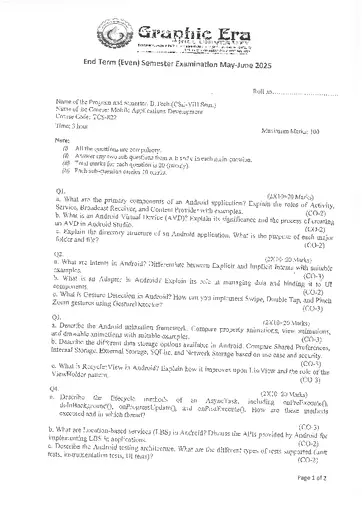 Graphic Era
End Term (Even) Semester Examination May-June 2025
Roll no
Name of the Program and Semester: B.Tech
Name of the Course: Mobile Applications Development
Course Code: TCS-822
Time: 3 hour
Maximum Marks: 100
Note:
(i) All the questions are compulsory.
(ii) Answer any two sub questions from a, b and c in each main question.
(iii) Total marks for each question is 20 (twenty).
(iv) Each sub-question carries 10 marks.
Q1. (2X10=20 Marks)
a. What are the primary components of an Android application? Explain the roles of Activity,
Service, Broadcast Receiver, and Content Provider with examples. (CO-2)
b. What is an Android Virtual Device (AVD)? Explain its significance and the process of creating
an AVD in Android Studio. (CO-2)
c. Explain the directory structure of an Android application. What is the purpose of each major
folder and file? (CO-2)
Q2. (2X10=20 Marks)
a. What are Intents in Android? Differentiate between Explicit and Implicit Intents with suitable
examples. (CO-3)
b. What is an Adapter in Android? Explain its role in managing data and binding it to UI
components. (CO-2)
c. What is Gesture Detection in Android? How can you implement Swipe, Double Tap, and Pinch
Zoom gestures using GestureDetector? (CO-3)
Q3. (2X10=20 Marks)
a. Describe the Android animation framework. Compare property animations, view animations,
and drawable animations with suitable examples. (CO-3)
b. Describe the different data storage options available in Android. Compare Shared Preferences,
Internal Storage, External Storage, SQLite, and Network Storage based on use case and security.
(CO-3)
c. What is RecyclerView in Android? Explain how it improves upon ListView and the role of the
ViewHolder pattern. (CO-3)
Q4. (2X10=20 Marks)
a. Describe the lifecycle methods of an AsyncTask, including onPreExecute(),
doInBackground(), onProgressUpdate(), and onPostExecute(). How are these methods
executed and in which thread?
(CO-3)
b. What are Location-based services (LBS) in Android? Discuss the APIs provided by Android for
implementing LBS in applications. (CO-2)
c. Describe the Android testing architecture. What are the different types of tests supported (unit
tests, instrumentation tests, UI tests)? (CO-2)
Page 1 of 2